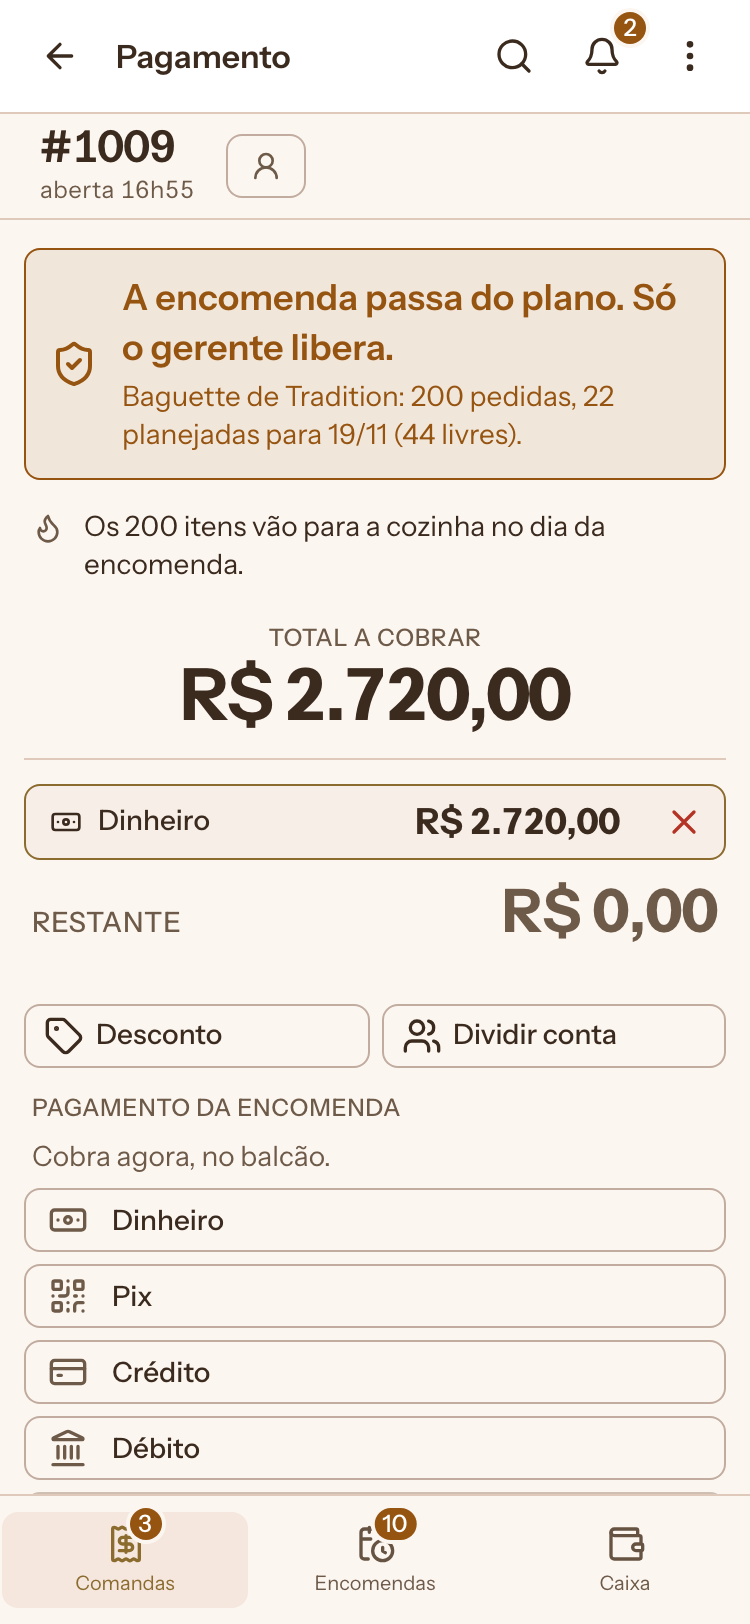 Pagamento
2
#1009
aberta 16h55
A encomenda passa do plano. Só
o gerente libera.
Baguette de Tradition: 200 pedidas, 22
planejadas para 19/11 (44 livres).
Os 200 itens vão para a cozinha no dia da
encomenda.
TOTAL A COBRAR
R$ 2.720,00
Dinheiro R$ 2.720,00
RESTANTE R$ 0,00
Desconto Dividir conta
PAGAMENTO DA ENCOMENDA
Cobra agora, no balcão.
Dinheiro
Pix
Crédito
Débito
3 10
Comandas Encomendas Caixa